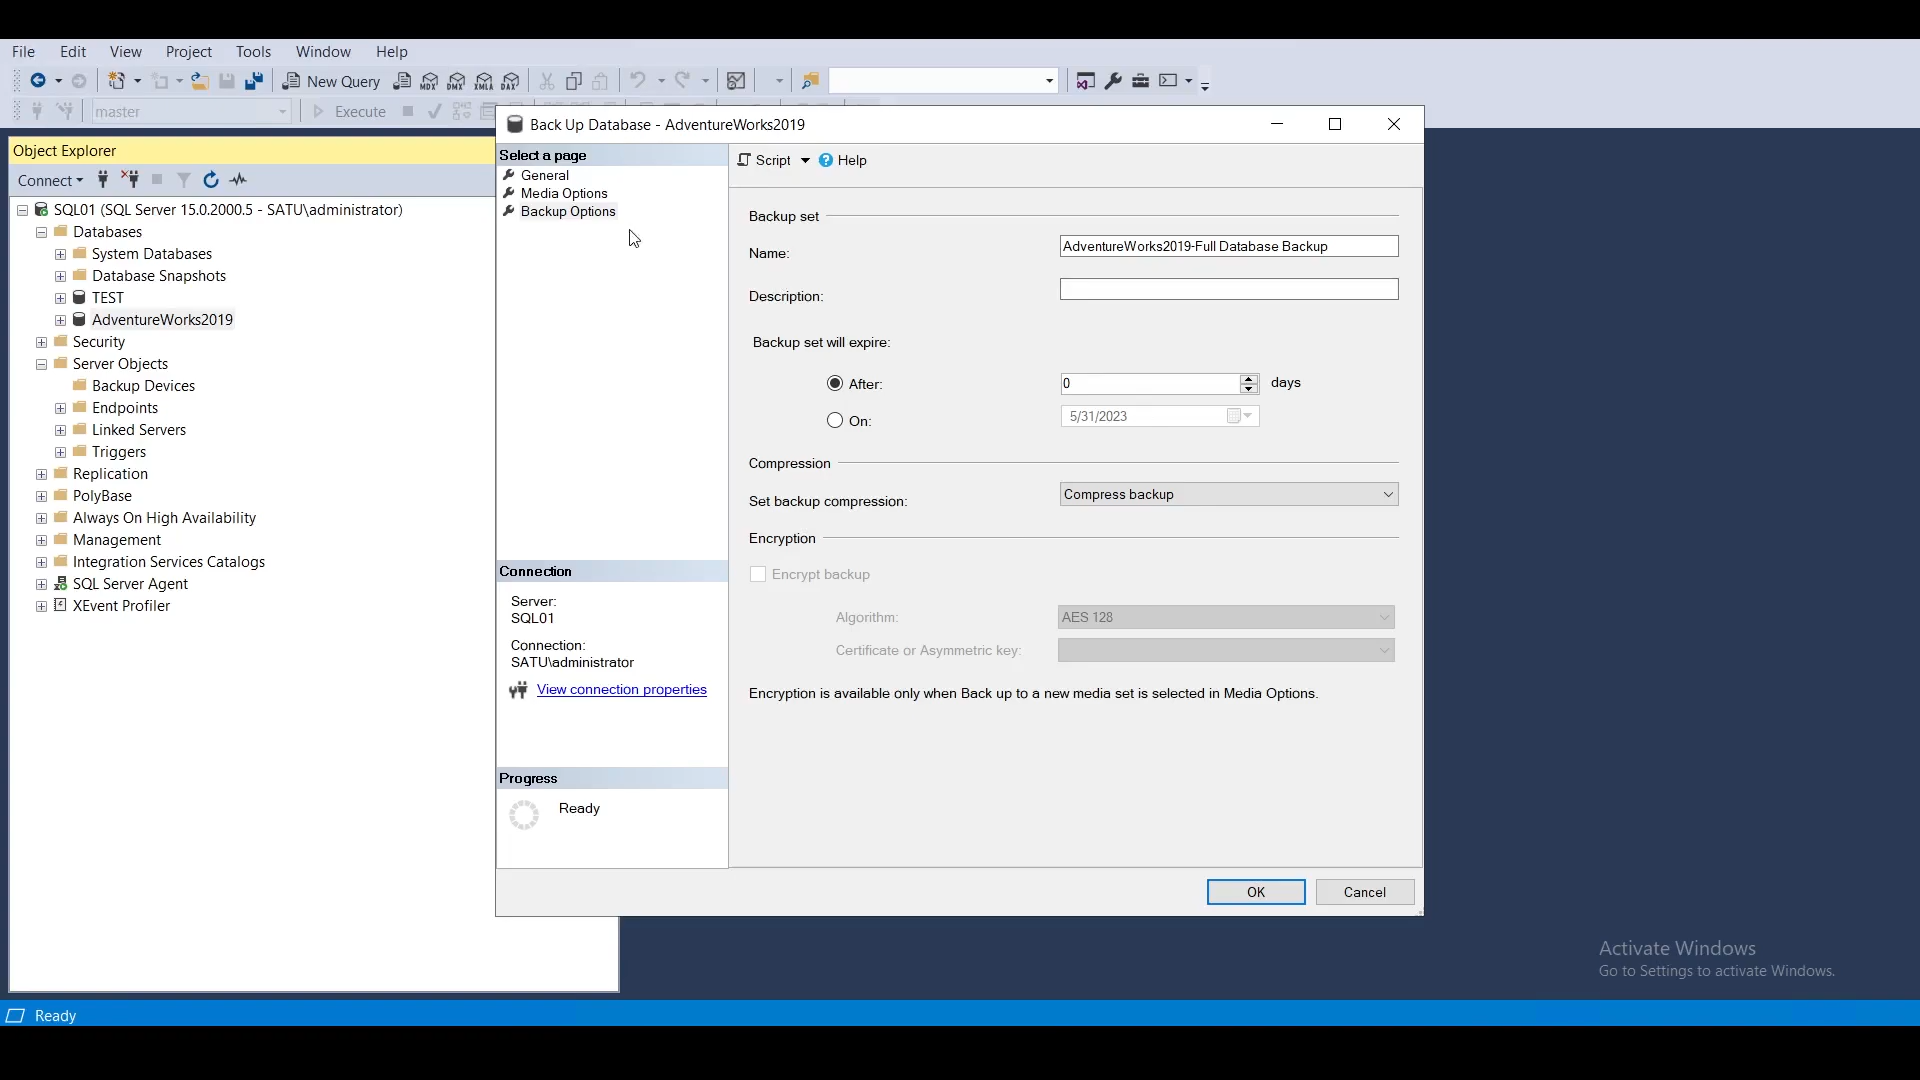 File Edit View Project Tools Window Help
New Query MDX DMX XMLA DAX
master Execute
Object Explorer
Connect
SQL01 (SQL Server 15.0.2000.5 - SATU\administrator)
Databases
System Databases
Database Snapshots
TEST
AdventureWorks2019
Security
Server Objects
Backup Devices
Endpoints
Linked Servers
Triggers
Replication
PolyBase
Always On High Availability
Management
Integration Services Catalogs
SQL Server Agent
XEvent Profiler
Back Up Database - AdventureWorks2019
Select a page
General
Media Options
Backup Options
Connection
Server:
SQL01
Connection:
SATU\administrator
View connection properties
Progress
Ready
Script Help
Backup set
Name: AdventureWorks2019-Full Database Backup
Description:
Backup set will expire:
After: 0 days
On: 5/31/2023
Compression
Set backup compression: Compress backup
Encryption
Encrypt backup
Algorithm: AES 128
Certificate or Asymmetric key:
Encryption is available only when Back up to a new media set is selected in Media Options.
OK Cancel
Activate Windows
Go to Settings to activate Windows.
Ready